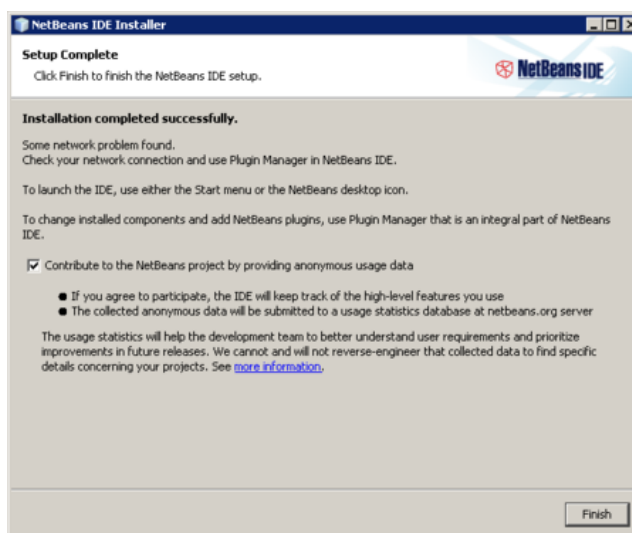 NetBeans IDE Installer
Setup Complete
Click Finish to finish the NetBeans IDE setup.
NetBeans IDE
Installation completed successfully.
Some network problem found.
Check your network connection and use Plugin Manager in NetBeans IDE.
To launch the IDE, use either the Start menu or the NetBeans desktop icon.
To change installed components and add NetBeans plugins, use Plugin Manager that is an integral part of NetBeans
IDE.
Contribute to the NetBeans project by providing anonymous usage data
If you agree to participate, the IDE will keep track of the high-level features you use
The collected anonymous data will be submitted to a usage statistics database at netbeans.org server
The usage statistics will help the development team to better understand user requirements and prioritize
improvements in future releases. We cannot and will not reverse-engineer that collected data to find specific
details concerning your projects. See more information.
Finish